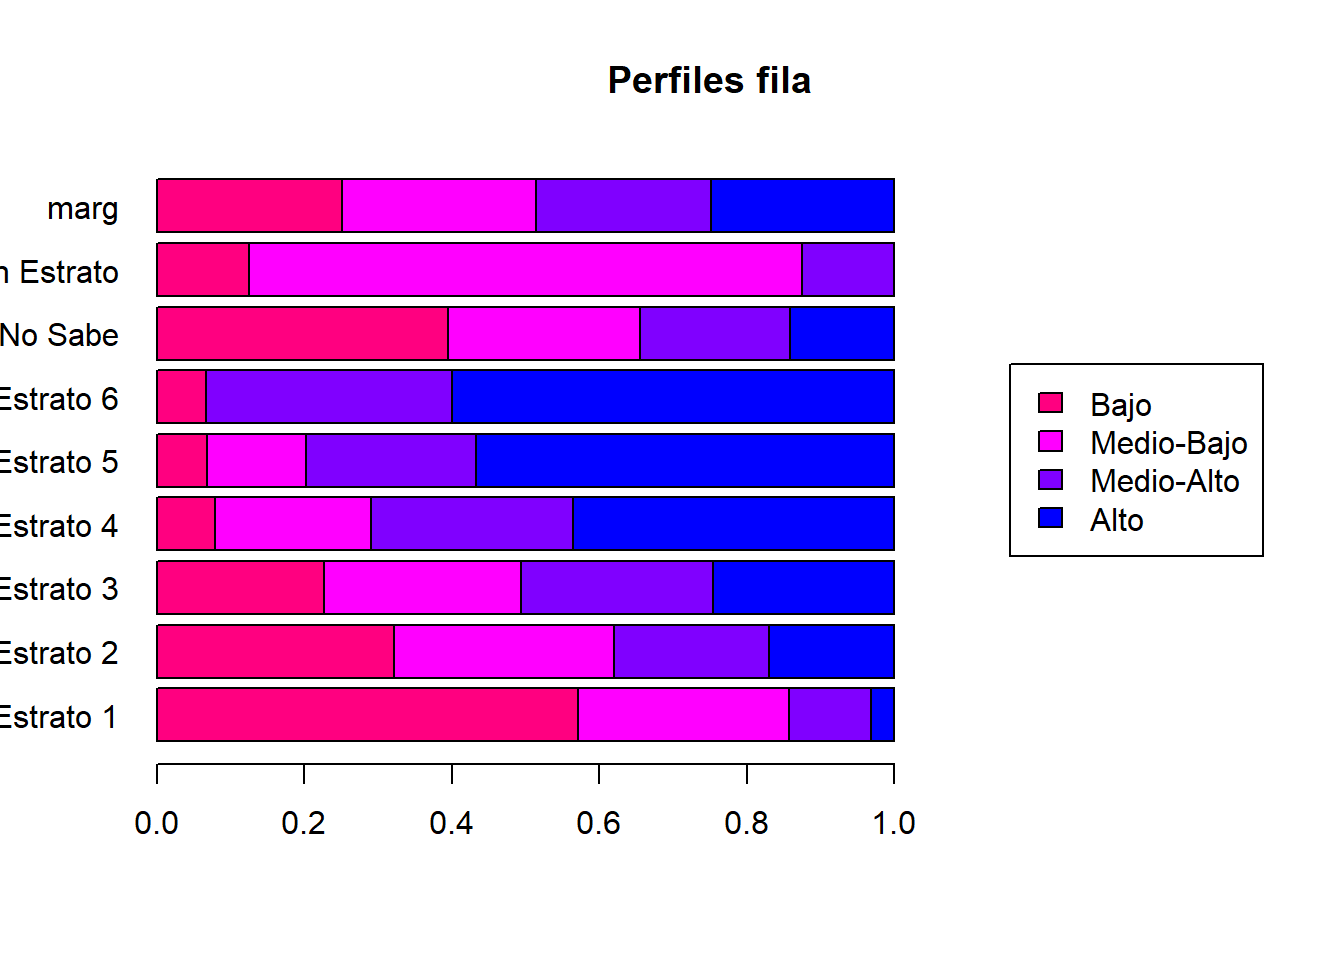 Perfiles fila
marg
n Estrato
No Sabe
Estrato 6
Estrato 5
Estrato 4
Estrato 3
Estrato 2
Estrato 1
0.0 0.2 0.4 0.6 0.8 1.0
Bajo
Medio-Bajo
Medio-Alto
Alto